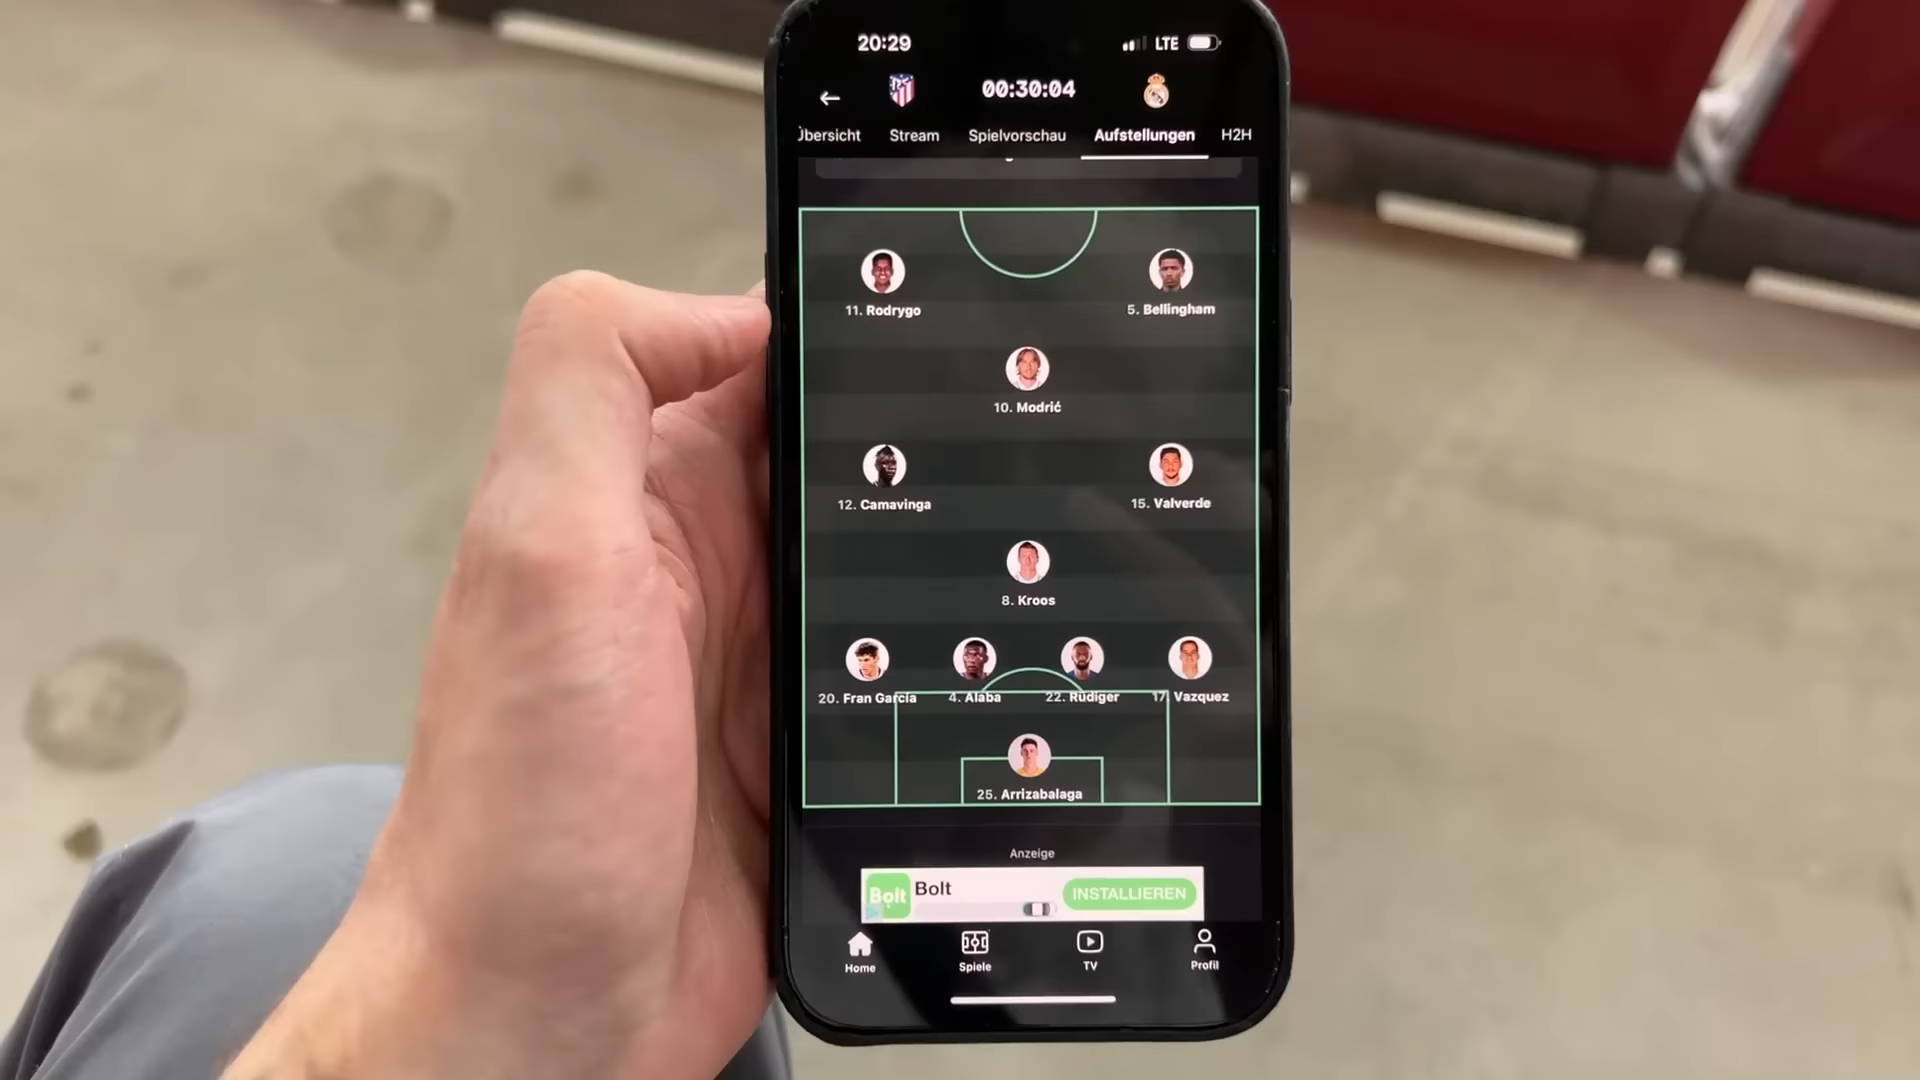 20:29
LTE
00:30:04
Übersicht Stream Spielvorschau Aufstellungen H2H
11. Rodrygo 5. Bellingham
10. Modrić
12. Camavinga 15. Valverde
8. Kroos
20. Fran García 4. Alaba 22. Rüdiger 17. Vazquez
25. Arrizabalaga
Anzeige
Bolt Bolt INSTALLIEREN
Home Spiele TV Profil